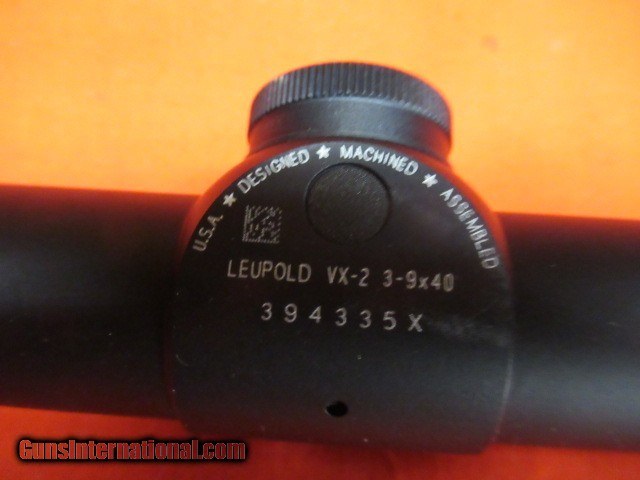 U.S.A. ★ DESIGNED ★ MACHINED ★ ASSEMBLED
LEUPOLD VX-2 3-9x40
394335X
GunsInternational.com